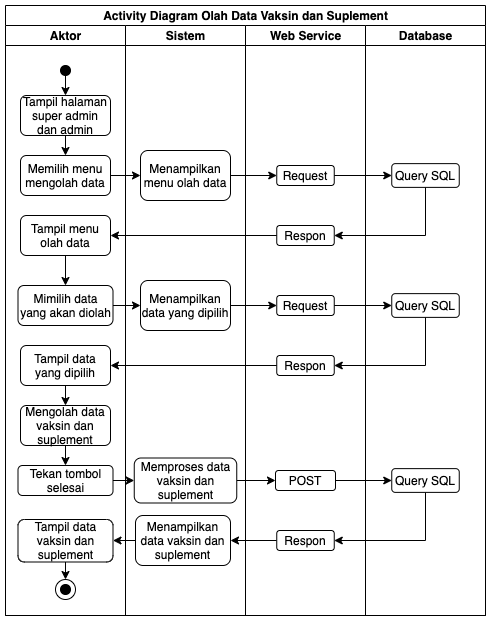 Activity Diagram Olah Data Vaksin dan Suplement
Aktor
Sistem
Web Service
Database
Tampil halaman
super admin
dan admin
Memilih menu
mengolah data
Menampilkan
menu olah data
Request
Query SQL
Tampil menu
olah data
Respon
Mimilih data
yang akan diolah
Menampilkan
data yang dipilih
Request
Query SQL
Tampil data
yang dipilih
Respon
Mengolah data
vaksin dan
suplement
Tekan tombol
selesai
Memproses data
vaksin dan
suplement
POST
Query SQL
Tampil data
vaksin dan
suplement
Menampilkan
data vaksin dan
suplement
Respon